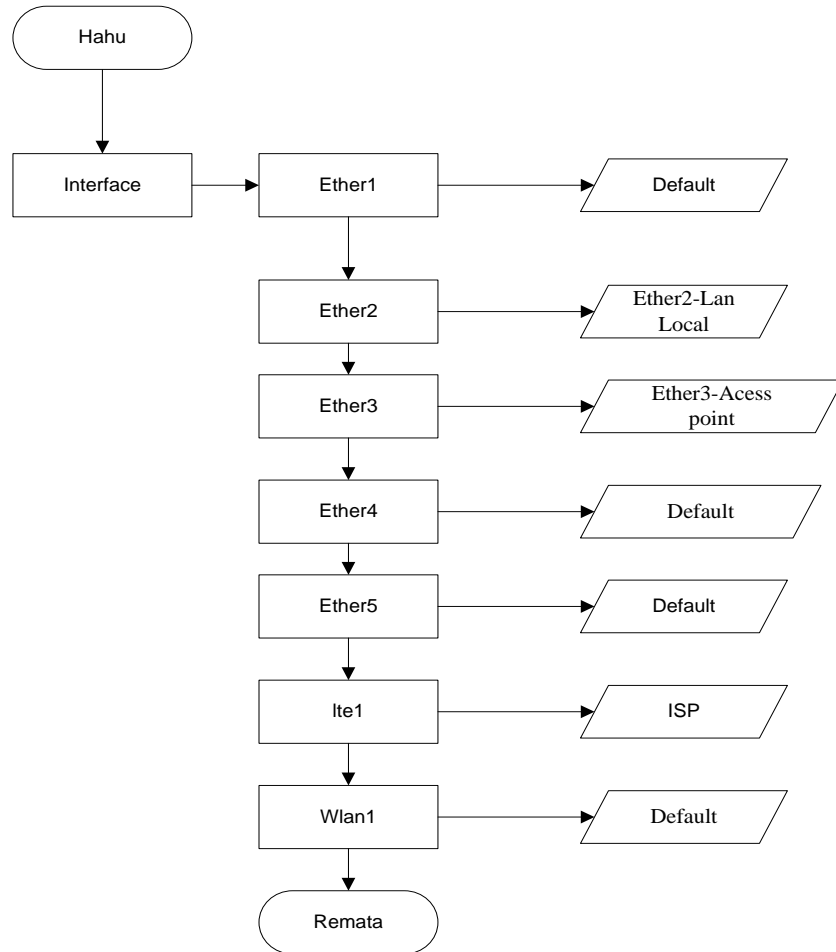 Hahu
Interface
Ether1
Default
Ether2
Ether2-Lan
Local
Ether3
Ether3-Acess
point
Ether4
Default
Ether5
Default
lte1
ISP
Wlan1
Default
Remata